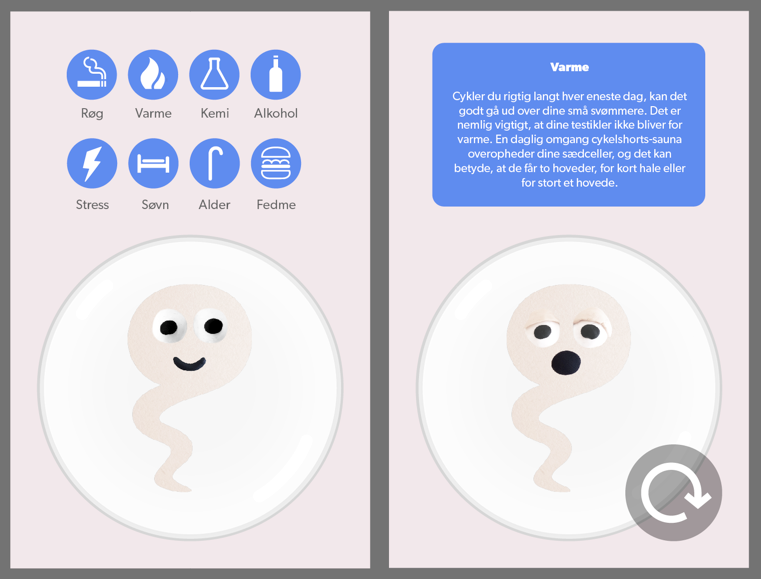 Røg Varme Kemi Alkohol
Stress Søvn Alder Fedme
Varme
Cykler du rigtig langt hver eneste dag, kan det
godt gå ud over dine små svømmere. Det er
nemlig vigtigt, at dine testikler ikke bliver for
varme. En daglig omgang cykelshorts-sauna
overopheder dine sædceller, og det kan
betyde, at de får to hoveder, for kort hale eller
for stort et hovede.